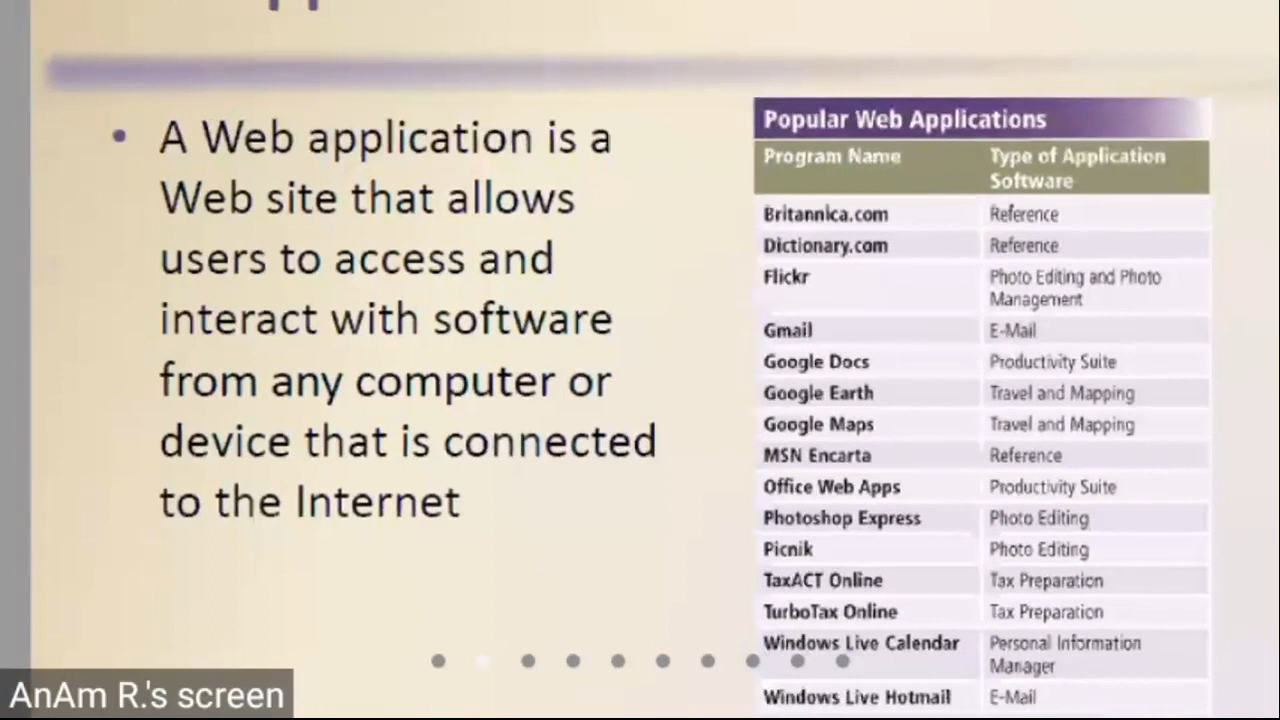 A Web application is a
Web site that allows
users to access and
interact with software
from any computer or
device that is connected
to the Internet
Popular Web Applications
Program Name Type of Application
Software
Britannica.com Reference
Dictionary.com Reference
Flickr Photo Editing and Photo
Management
Gmail E-Mail
Google Docs Productivity Suite
Google Earth Travel and Mapping
Google Maps Travel and Mapping
MSN Encarta Reference
Office Web Apps Productivity Suite
Photoshop Express Photo Editing
Picnik Photo Editing
TaxACT Online Tax Preparation
TurboTax Online Tax Preparation
Windows Live Calendar Personal Information
Manager
Windows Live Hotmail E-Mail
AnAm R.'s screen